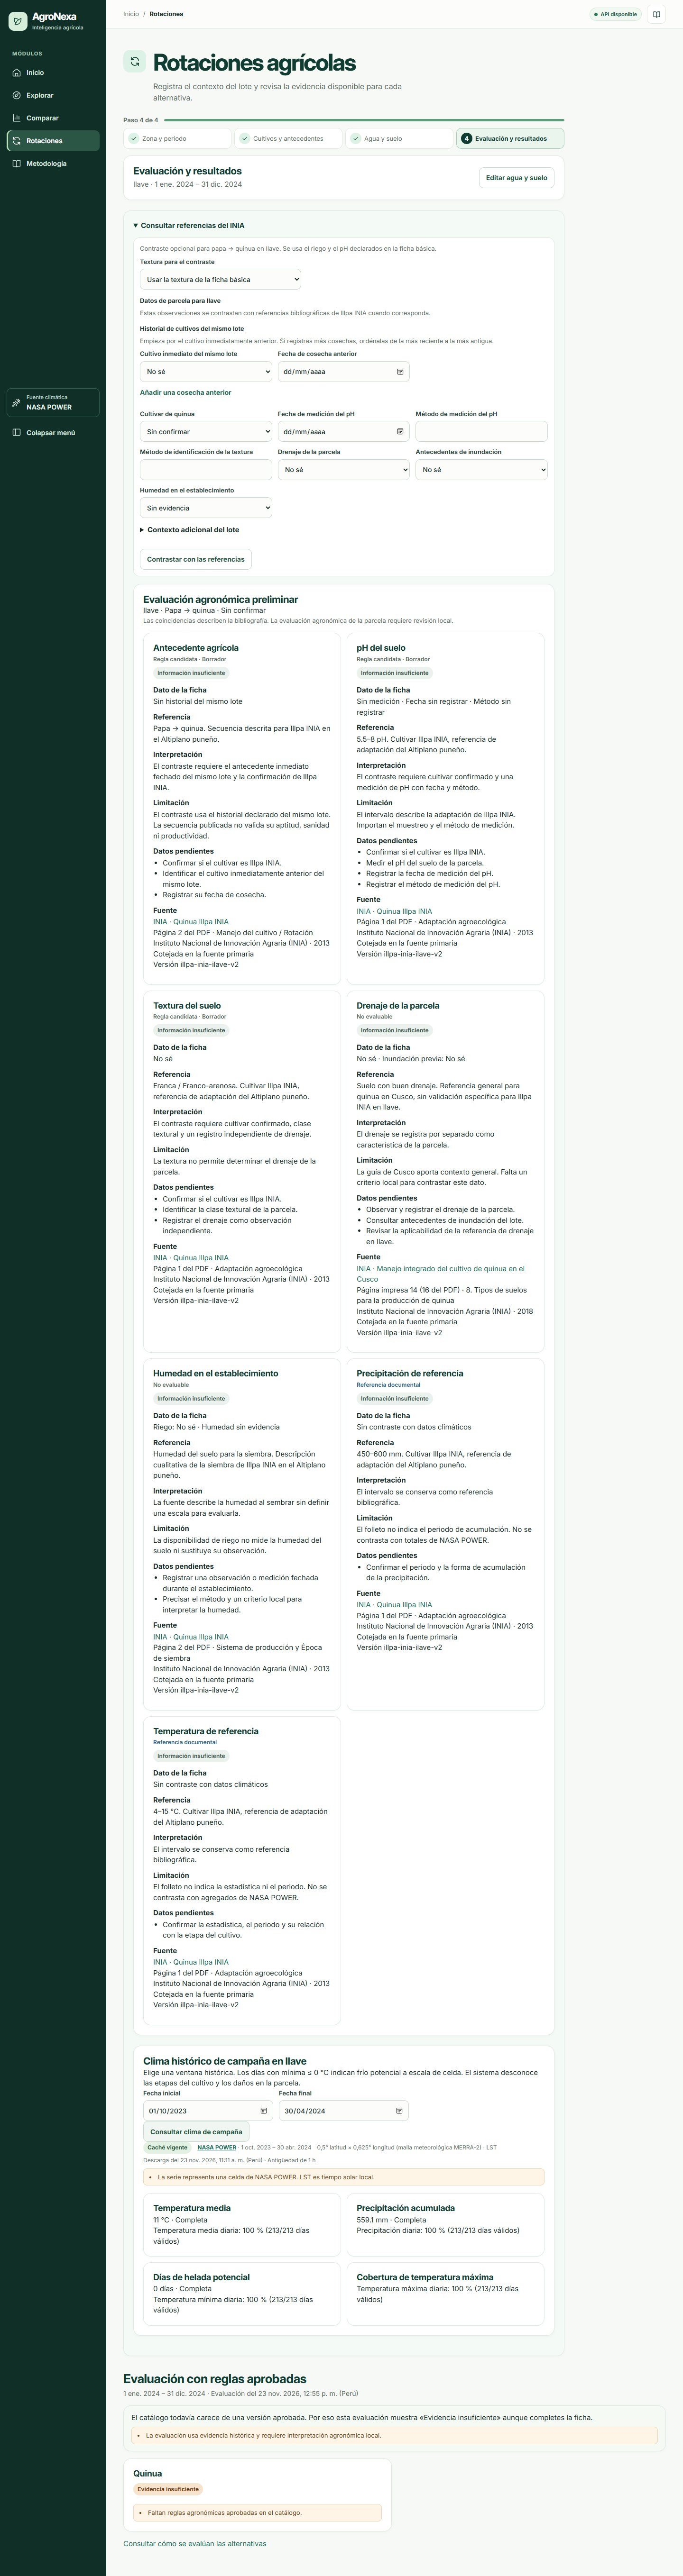 AgroNexa
Inteligencia agrícola
MÓDULOS
Inicio
Explorar
Comparar
Rotaciones
Metodología
Fuente climática
NASA POWER
Colapsar menú
Inicio / Rotaciones
API disponible
Rotaciones agrícolas
Registra el contexto de lote y revisa la evidencia disponible para cada
alternativa.
Paso 4 de 4
Zona y periodo
Cultivos y antecedentes
Agua y suelo
4 Evaluación y resultados
Evaluación y resultados
Ilave · 1 ene. 2024 – 31 dic. 2024
Editar agua y suelo
Consultar referencias del INIA
Contraste opcional para papa → quinua en Ilave. Se usa el riego y el pH declarados en la ficha básica.
Textura para el contraste
Usar la textura de la ficha básica
Datos de parcela para Ilave
Estas observaciones se contrastan con referencias bibliográficas de Illpa INIA cuando corresponda.
Historial de cultivos del mismo lote
Empieza por el cultivo inmediatamente anterior. Si registras más cosechas, ordénalas de la más reciente a la más antigua.
Cultivo inmediato del mismo lote
Fecha de cosecha anterior
No sé
dd/mm/aaaa
Añadir una cosecha anterior
Cultivar de quinua
Fecha de medición del pH
Método de medición del pH
Sin confirmar
dd/mm/aaaa
Método de identificación de la textura
Drenaje de la parcela
Antecedentes de inundación
No sé
No sé
Humedad en el establecimiento
Sin evidencia
Contexto adicional del lote
Contrastar con las referencias
Evaluación agronómica preliminar
Ilave · Papa → quinua · Sin confirmar
Las coincidencias describen la bibliografía. La evaluación agronómica de la parcela requiere revisión local.
Antecedente agrícola
Regla candidata · Borrador
Información insuficiente
Dato de la ficha
Sin historial del mismo lote
Referencia
Papa → quinua. Secuencia descrita para Illpa INIA en
el Altiplano puneño.
Interpretación
El contraste requiere el antecedente inmediato
fechado del mismo lote y la confirmación de Illpa
INIA.
Limitación
El contraste usa el historial declarado del mismo lote.
La secuencia publicada no valida su aptitud, sanidad
ni productividad.
Datos pendientes
• Confirmar si el cultivar es Illpa INIA.
• Identificar el cultivo inmediatamente anterior del
mismo lote.
• Registrar su fecha de cosecha.
Fuente
INIA · Quinua Illpa INIA
Página 2 del PDF · Manejo del cultivo / Rotación
Instituto Nacional de Innovación Agraria (INIA) · 2013
Cotejada en la fuente primaria
Versión illpa-inia-ilave-v2
pH del suelo
Regla candidata · Borrador
Información insuficiente
Dato de la ficha
Sin medición · Fecha sin registrar · Método sin
registrar
Referencia
5.5–8 pH. Cultivar Illpa INIA, referencia de
adaptación del Altiplano puneño.
Interpretación
El contraste requiere cultivar confirmado y una
medición de pH con fecha y método.
Limitación
El intervalo describe la adaptación de Illpa INIA.
Importan el muestreo y el método de medición.
Datos pendientes
• Confirmar si el cultivar es Illpa INIA.
• Medir el pH del suelo de la parcela.
• Registrar la fecha de medición del pH.
• Registrar el método de medición del pH.
Fuente
INIA · Quinua Illpa INIA
Página 1 del PDF · Adaptación agroecológica
Instituto Nacional de Innovación Agraria (INIA) · 2013
Cotejada en la fuente primaria
Versión illpa-inia-ilave-v2
Textura del suelo
Regla candidata · Borrador
Información insuficiente
Dato de la ficha
No sé
Referencia
Franca / Franco-arenosa. Cultivar Illpa INIA,
referencia de adaptación del Altiplano puneño.
Interpretación
El contraste requiere cultivar confirmado, clase
textural y un registro independiente de drenaje.
Limitación
La textura no permite determinar el drenaje de la
parcela.
Datos pendientes
• Confirmar si el cultivar es Illpa INIA.
• Identificar la clase textural de la parcela.
• Registrar el drenaje como observación
independiente.
Fuente
INIA · Quinua Illpa INIA
Página 1 del PDF · Adaptación agroecológica
Instituto Nacional de Innovación Agraria (INIA) · 2013
Cotejada en la fuente primaria
Versión illpa-inia-ilave-v2
Drenaje de la parcela
No evaluable
Información insuficiente
Dato de la ficha
No sé · Inundación previa: No sé
Referencia
Suelo con buen drenaje. Referencia general para
quinua en Cusco, sin validación específica para Illpa
INIA en Ilave.
Interpretación
El drenaje se registra por separado como
característica de la parcela.
Limitación
La guía de Cusco aporta contexto general. Falta un
criterio local para contrastar este dato.
Datos pendientes
• Observar y registrar el drenaje de la parcela.
• Consultar antecedentes de inundación del lote.
• Revisar la aplicabilidad de la referencia de drenaje
en Ilave.
Fuente
INIA · Manejo integrado del cultivo de quinua en el
Cusco
Página impresa 14 (16 del PDF) · 8. Tipos de suelos
para la producción de quinua
Instituto Nacional de Innovación Agraria (INIA) · 2018
Cotejada en la fuente primaria
Versión illpa-inia-ilave-v2
Humedad en el establecimiento
No evaluable
Información insuficiente
Dato de la ficha
Riego: No sé · Humedad sin evidencia
Referencia
Humedad del suelo para la siembra. Descripción
cualitativa de la siembra de Illpa INIA en el Altiplano
puneño.
Interpretación
La fuente describe la humedad al sembrar sin definir
una escala para evaluarla.
Limitación
La disponibilidad de riego no mide la humedad del
suelo ni sustituye su observación.
Datos pendientes
• Registrar una observación o medición fechada
durante el establecimiento.
• Precisar el método y un criterio local para
interpretar la humedad.
Fuente
INIA · Quinua Illpa INIA
Página 2 del PDF · Sistema de producción y Época
de siembra
Instituto Nacional de Innovación Agraria (INIA) · 2013
Cotejada en la fuente primaria
Versión illpa-inia-ilave-v2
Precipitación de referencia
Referencia documental
Información insuficiente
Dato de la ficha
Sin contraste con datos climáticos
Referencia
450–600 mm. Cultivar Illpa INIA, referencia de
adaptación del Altiplano puneño.
Interpretación
El intervalo se conserva como referencia
bibliográfica.
Limitación
El folleto no indica el periodo de acumulación. No se
contrasta con totales de NASA POWER.
Datos pendientes
• Confirmar el periodo y la forma de acumulación
de la precipitación.
Fuente
INIA · Quinua Illpa INIA
Página 1 del PDF · Adaptación agroecológica
Instituto Nacional de Innovación Agraria (INIA) · 2013
Cotejada en la fuente primaria
Versión illpa-inia-ilave-v2
Temperatura de referencia
Referencia documental
Información insuficiente
Dato de la ficha
Sin contraste con datos climáticos
Referencia
4–15 °C. Cultivar Illpa INIA, referencia de adaptación
del Altiplano puneño.
Interpretación
El intervalo se conserva como referencia
bibliográfica.
Limitación
El folleto no indica la estadística ni el periodo. No se
contrasta con agregados de NASA POWER.
Datos pendientes
• Confirmar la estadística, el periodo y su relación
con la etapa del cultivo.
Fuente
INIA · Quinua Illpa INIA
Página 1 del PDF · Adaptación agroecológica
Instituto Nacional de Innovación Agraria (INIA) · 2013
Cotejada en la fuente primaria
Versión illpa-inia-ilave-v2
Clima histórico de campaña en Ilave
Elige una ventana histórica. Los días con mínima ≤ 0 °C indican frío potencial a escala de celda. El sistema desconoce
las etapas del cultivo y los daños en la parcela.
Fecha inicial
Fecha final
01/10/2023
30/04/2024
Consultar clima de campaña
Caché vigente NASA POWER · 1 oct. 2023 – 30 abr. 2024 0,5° latitud × 0,625° longitud (malla meteorológica MERRA-2) · LST
Descarga del 23 nov. 2026, 11:11 a. m. (Perú) · Antigüedad de 1 h
• La serie representa una celda de NASA POWER. LST es tiempo solar local.
Temperatura media
11 °C · Completa
Temperatura media diaria: 100 % (213/213 días
válidos)
Precipitación acumulada
559.1 mm · Completa
Precipitación diaria: 100 % (213/213 días válidos)
Días de helada potencial
0 días · Completa
Temperatura mínima diaria: 100 % (213/213 días
válidos)
Cobertura de temperatura máxima
Temperatura máxima diaria: 100 % (213/213 días
válidos)
Evaluación con reglas aprobadas
1 ene. 2024 – 31 dic. 2024 · Evaluación del 23 nov. 2026, 12:55 p. m. (Perú)
El catálogo todavía carece de una versión aprobada. Por eso esta evaluación muestra «Evidencia insuficiente» aunque completes la ficha.
• La evaluación usa evidencia histórica y requiere interpretación agronómica local.
Quinua
Evidencia insuficiente
• Faltan reglas agronómicas aprobadas en el catálogo.
Consultar cómo se evalúan las alternativas